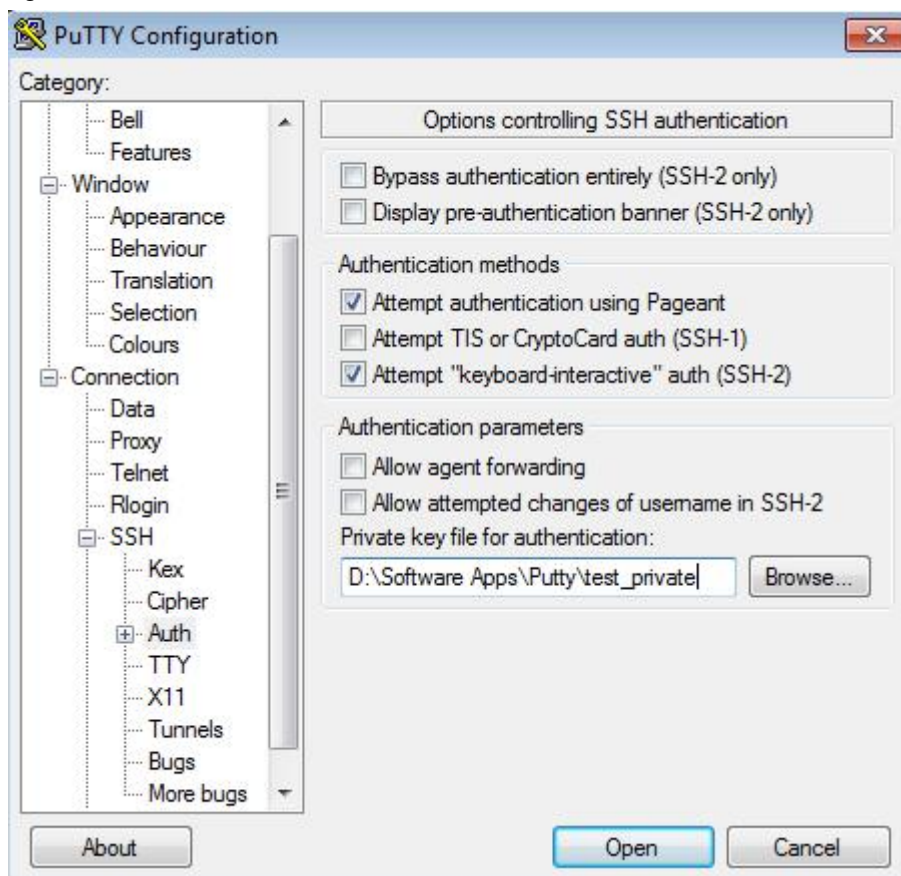 PuTTY Configuration
Category:
Bell
Features
Window
Appearance
Behaviour
Translation
Selection
Colours
Connection
Data
Proxy
Telnet
Rlogin
SSH
Kex
Cipher
Auth
TTY
X11
Tunnels
Bugs
More bugs
Options controlling SSH authentication
Bypass authentication entirely (SSH-2 only)
Display pre-authentication banner (SSH-2 only)
Authentication methods
Attempt authentication using Pageant
Attempt TIS or CryptoCard auth (SSH-1)
Attempt "keyboard-interactive" auth (SSH-2)
Authentication parameters
Allow agent forwarding
Allow attempted changes of username in SSH-2
Private key file for authentication:
D:\Software Apps\Putty\test_private
Browse...
About
Open
Cancel